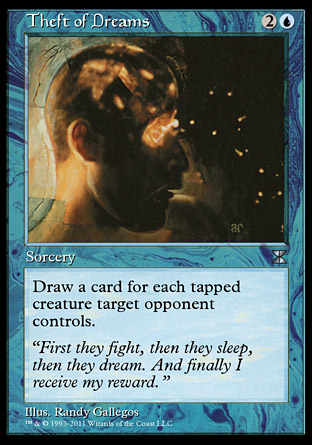 Theft of Dreams 2
Sorcery
Draw a card for each tapped
creature target opponent
controls.
“First they fight, then they sleep,
then they dream. And finally I
receive my reward.”
Illus. Randy Gallegos
™ & © 1993-2011 Wizards of the Coast LLC